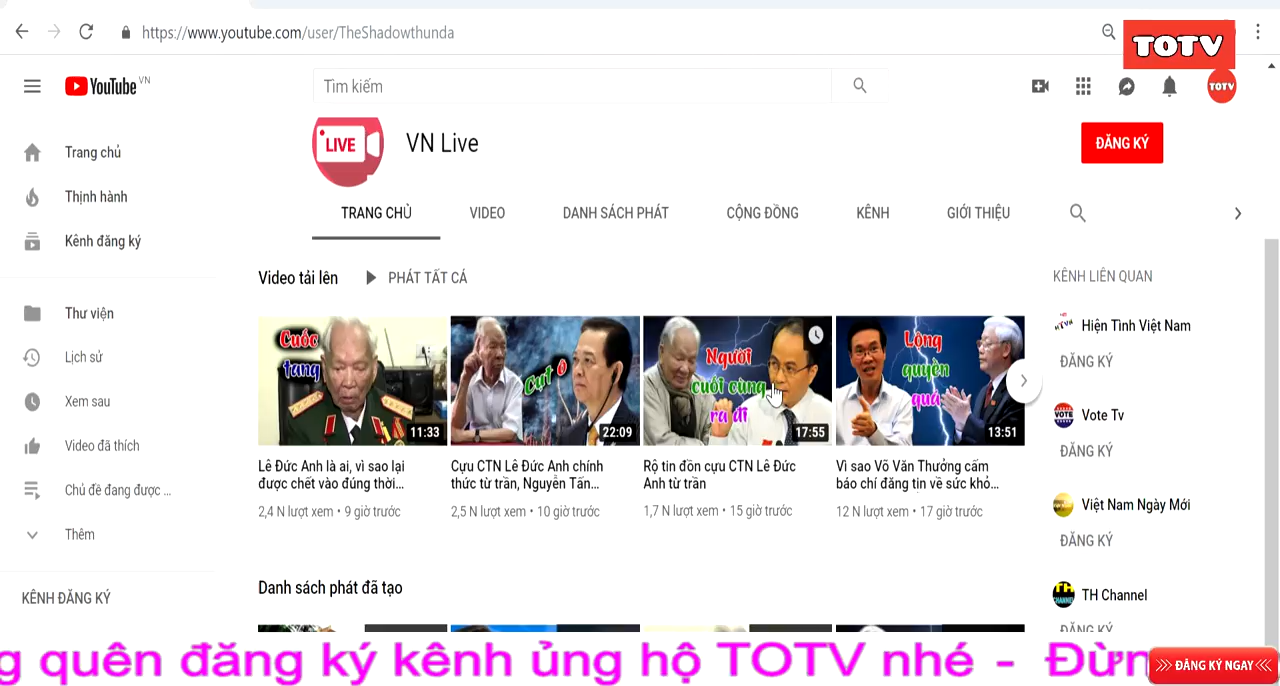 https://www.youtube.com/user/TheShadowthunda
TOTV
YouTube VN
Tìm kiếm
TOTV
LIVE
VN Live
ĐĂNG KÝ
Trang chủ
Thịnh hành
Kênh đăng ký
Thư viện
Lịch sử
Xem sau
Video đã thích
Chủ đề đang được ...
Thêm
KÊNH ĐĂNG KÝ
TRANG CHỦ
VIDEO
DANH SÁCH PHÁT
CỘNG ĐỒNG
KÊNH
GIỚI THIỆU
Video tải lên
PHÁT TẤT CẢ
Cuốc
tang
11:33
Lê Đức Anh là ai, vì sao lại
được chết vào đúng thời...
2,4 N lượt xem • 9 giờ trước
22:09
Cựu CTN Lê Đức Anh chính
thức từ trần, Nguyễn Tấn...
2,5 N lượt xem • 10 giờ trước
Người
cuối cùng
ra đi
17:55
Rộ tin đồn cựu CTN Lê Đức
Anh từ trần
1,7 N lượt xem • 15 giờ trước
Lộng
quyền
quá
13:51
Vì sao Võ Văn Thưởng cấm
báo chí đăng tin về sức khỏ...
12 N lượt xem • 17 giờ trước
KÊNH LIÊN QUAN
Hiện Tình Việt Nam
ĐĂNG KÝ
VOTE
Vote Tv
ĐĂNG KÝ
Việt Nam Ngày Mới
ĐĂNG KÝ
TH
CHANNEL
TH Channel
ĐĂNG KÝ
Danh sách phát đã tạo
g quên đăng ký kênh ủng hộ TOTV nhé - Đừn
ĐĂNG KÝ NGAY